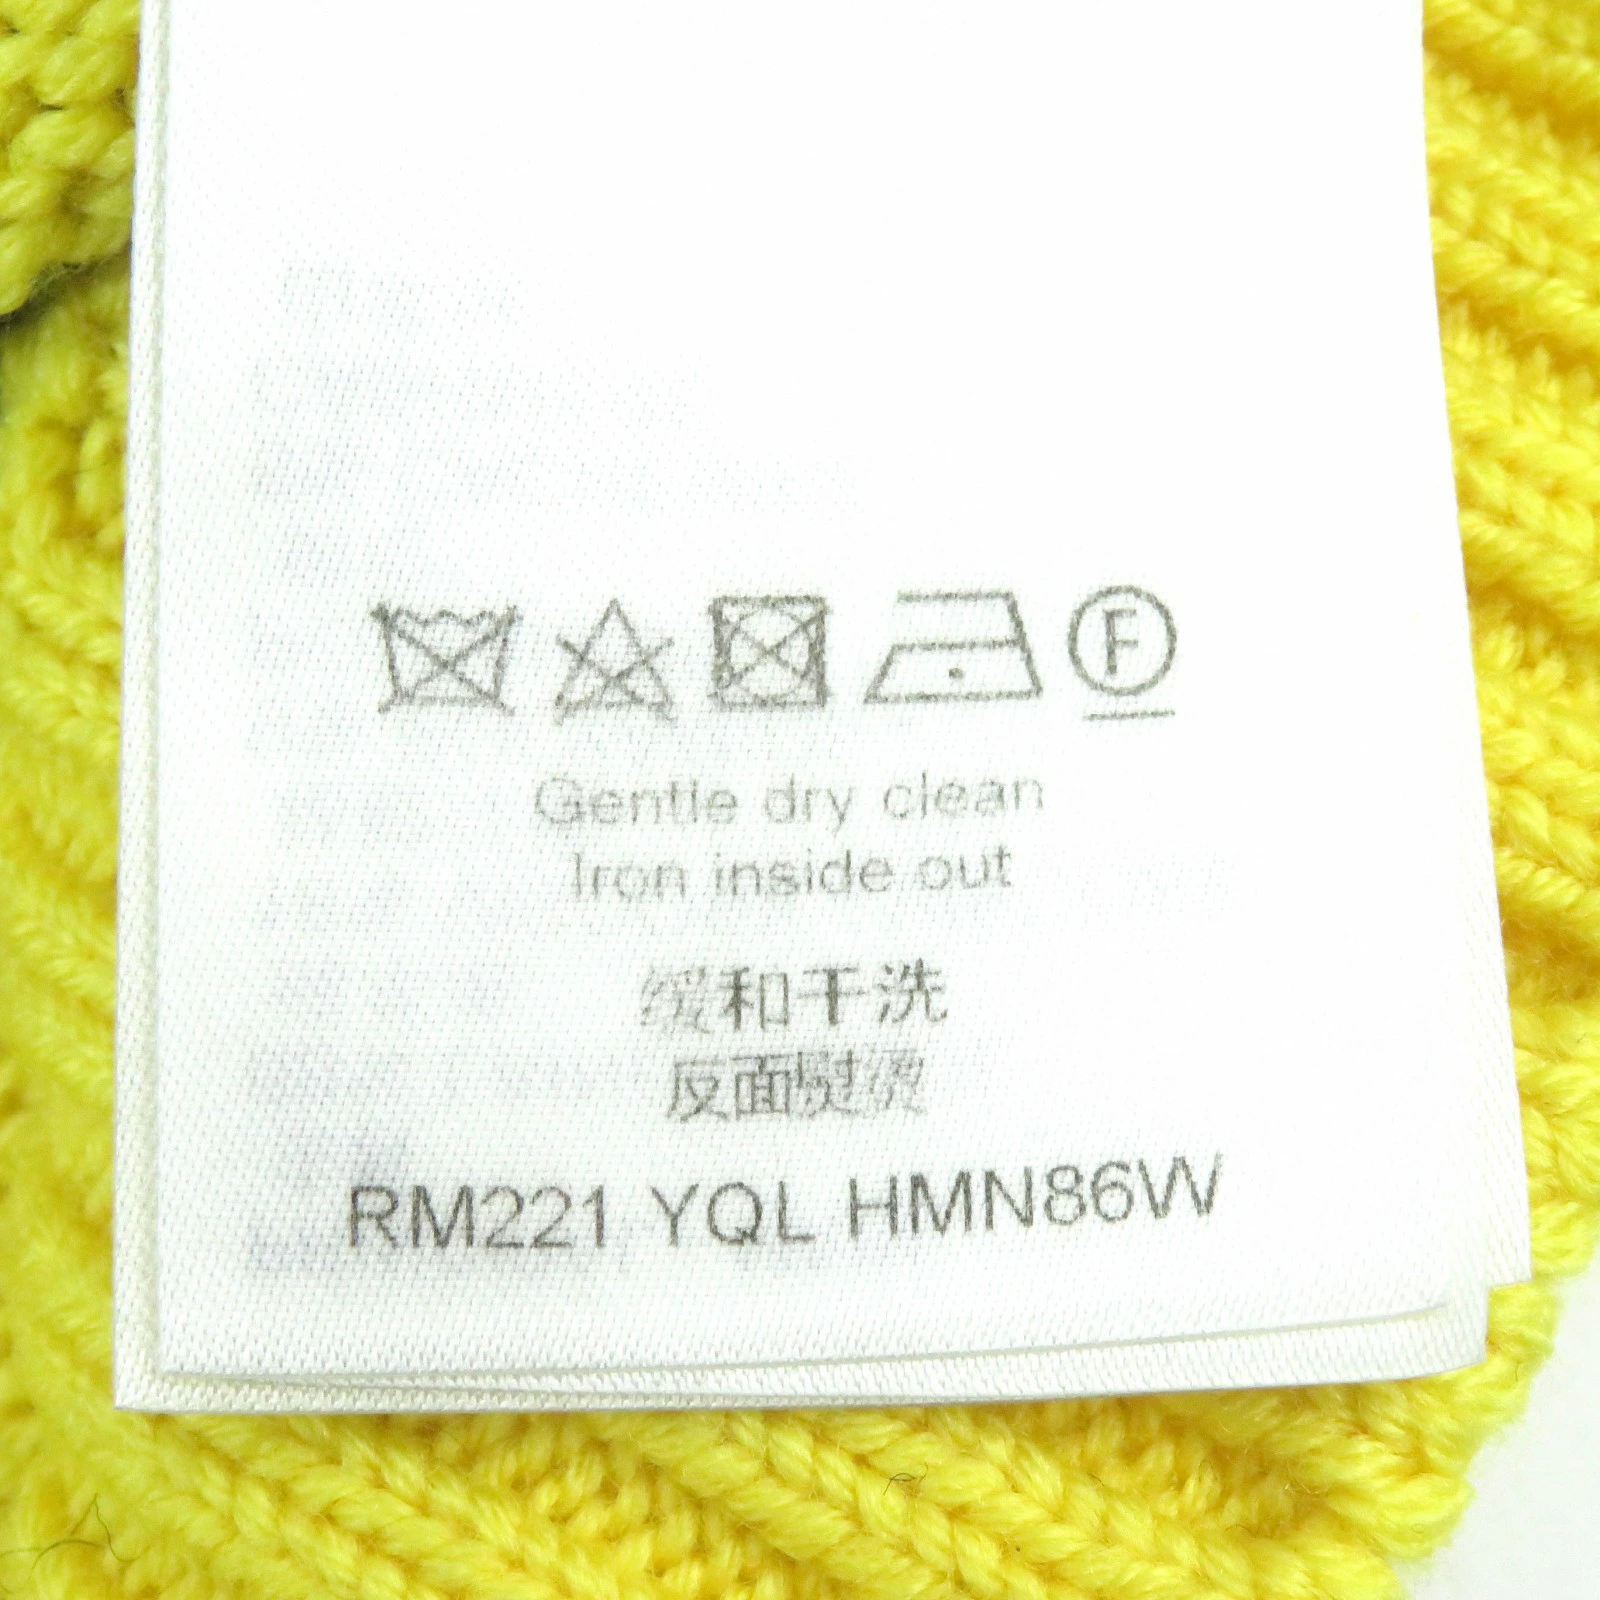 F
Gentle dry clean
Iron inside out
缓和干洗
反面熨烫
RM221 YQL HMN86W